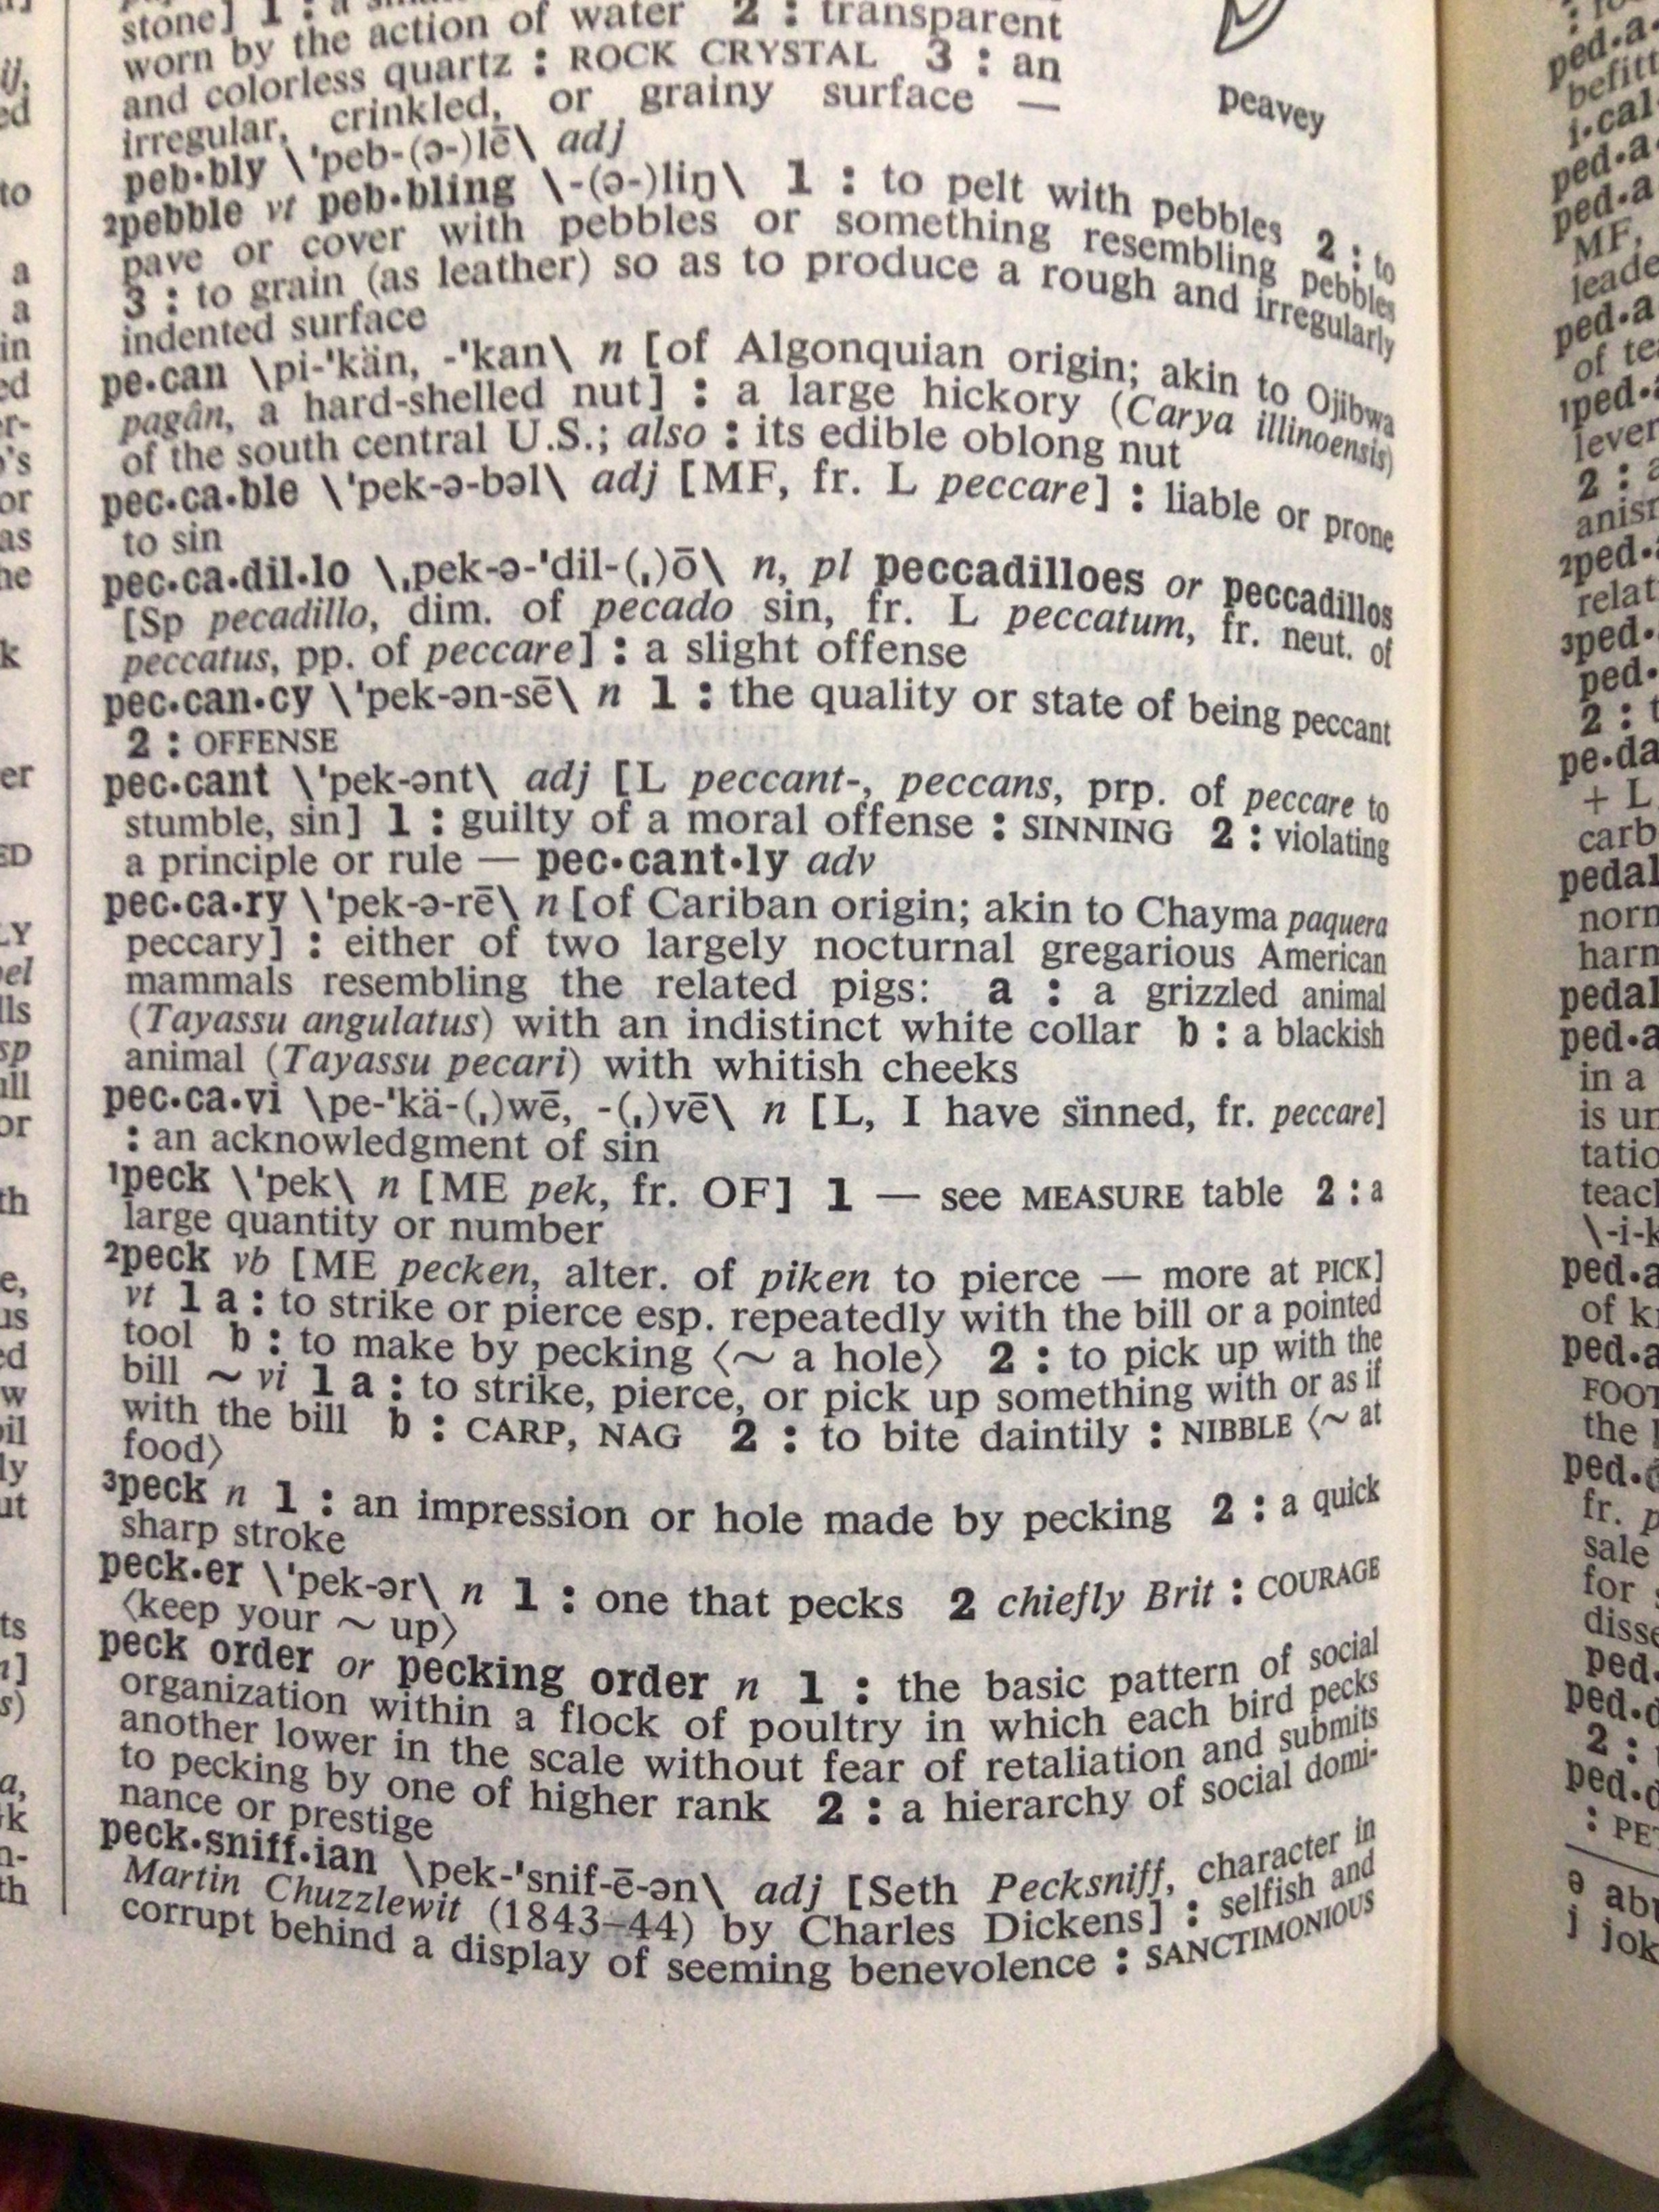 stone] 1 : a
worn by the action of water 2 : transparent
and colorless quartz : ROCK CRYSTAL 3 : an
irregular, crinkled, or grainy surface —
peb•bly \ˈpeb-(ə-)lē\ adj
peavey
²pebble vt peb•bling \-(ə-)liŋ\ 1 : to pelt with pebbles 2 : to
pave or cover with pebbles or something resembling pebbles
3 : to grain (as leather) so as to produce a rough and irregularly
indented surface
pe•can \pi-ˈkän, -ˈkan\ n [of Algonquian origin; akin to Ojibwa
pagân, a hard-shelled nut] : a large hickory (Carya illinoensis)
of the south central U.S.; also : its edible oblong nut
pec•ca•ble \ˈpek-ə-bəl\ adj [MF, fr. L peccare] : liable or prone
to sin
pec•ca•dil•lo \ˌpek-ə-ˈdil-(ˌ)ō\ n, pl peccadilloes or peccadillos
[Sp pecadillo, dim. of pecado sin, fr. L peccatum, fr. neut. of
peccatus, pp. of peccare] : a slight offense
pec•can•cy \ˈpek-ən-sē\ n 1 : the quality or state of being peccant
2 : OFFENSE
pec•cant \ˈpek-ənt\ adj [L peccant-, peccans, prp. of peccare to
stumble, sin] 1 : guilty of a moral offense : SINNING 2 : violating
a principle or rule — pec•cant•ly adv
pec•ca•ry \ˈpek-ə-rē\ n [of Cariban origin; akin to Chayma paquera
peccary] : either of two largely nocturnal gregarious American
mammals resembling the related pigs: a : a grizzled animal
(Tayassu angulatus) with an indistinct white collar b : a blackish
animal (Tayassu pecari) with whitish cheeks
pec•ca•vi \pe-ˈkä-(ˌ)wē, -(ˌ)vē\ n [L, I have sinned, fr. peccare]
: an acknowledgment of sin
¹peck \ˈpek\ n [ME pek, fr. OF] 1 — see MEASURE table 2 : a
large quantity or number
²peck vb [ME pecken, alter. of piken to pierce — more at PICK]
vt 1 a : to strike or pierce esp. repeatedly with the bill or a pointed
tool b : to make by pecking ⟨~ a hole⟩ 2 : to pick up with the
bill ~ vi 1 a : to strike, pierce, or pick up something with or as if
with the bill b : CARP, NAG 2 : to bite daintily : NIBBLE ⟨~ at
food⟩
³peck n 1 : an impression or hole made by pecking 2 : a quick
sharp stroke
peck•er \ˈpek-ər\ n 1 : one that pecks 2 chiefly Brit : COURAGE
⟨keep your ~ up⟩
peck order or pecking order n 1 : the basic pattern of social
organization within a flock of poultry in which each bird pecks
another lower in the scale without fear of retaliation and submits
to pecking by one of higher rank 2 : a hierarchy of social domi-
nance or prestige
peck•sniff•ian \pek-ˈsnif-ē-ən\ adj [Seth Pecksniff, character in
Martin Chuzzlewit (1843–44) by Charles Dickens] : selfish and
corrupt behind a display of seeming benevolence : SANCTIMONIOUS